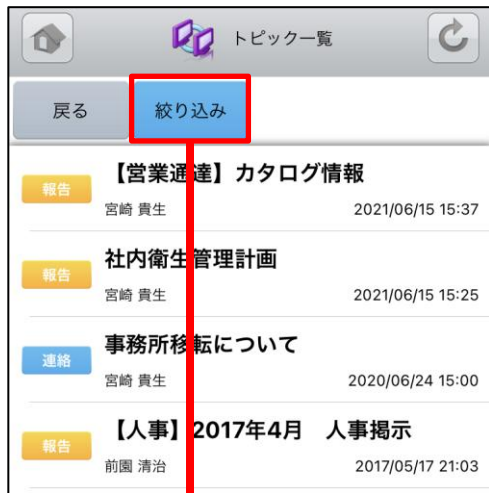 トピック一覧
戻る
絞り込み
【営業通達】カタログ情報
報告
宮崎 貴生 2021/06/15 15:37
社内衛生管理計画
報告
宮崎 貴生 2021/06/15 15:25
事務所移転について
連絡
宮崎 貴生 2020/06/24 15:00
【人事】2017年4月　人事掲示
報告
前園 清治 2017/05/17 21:03